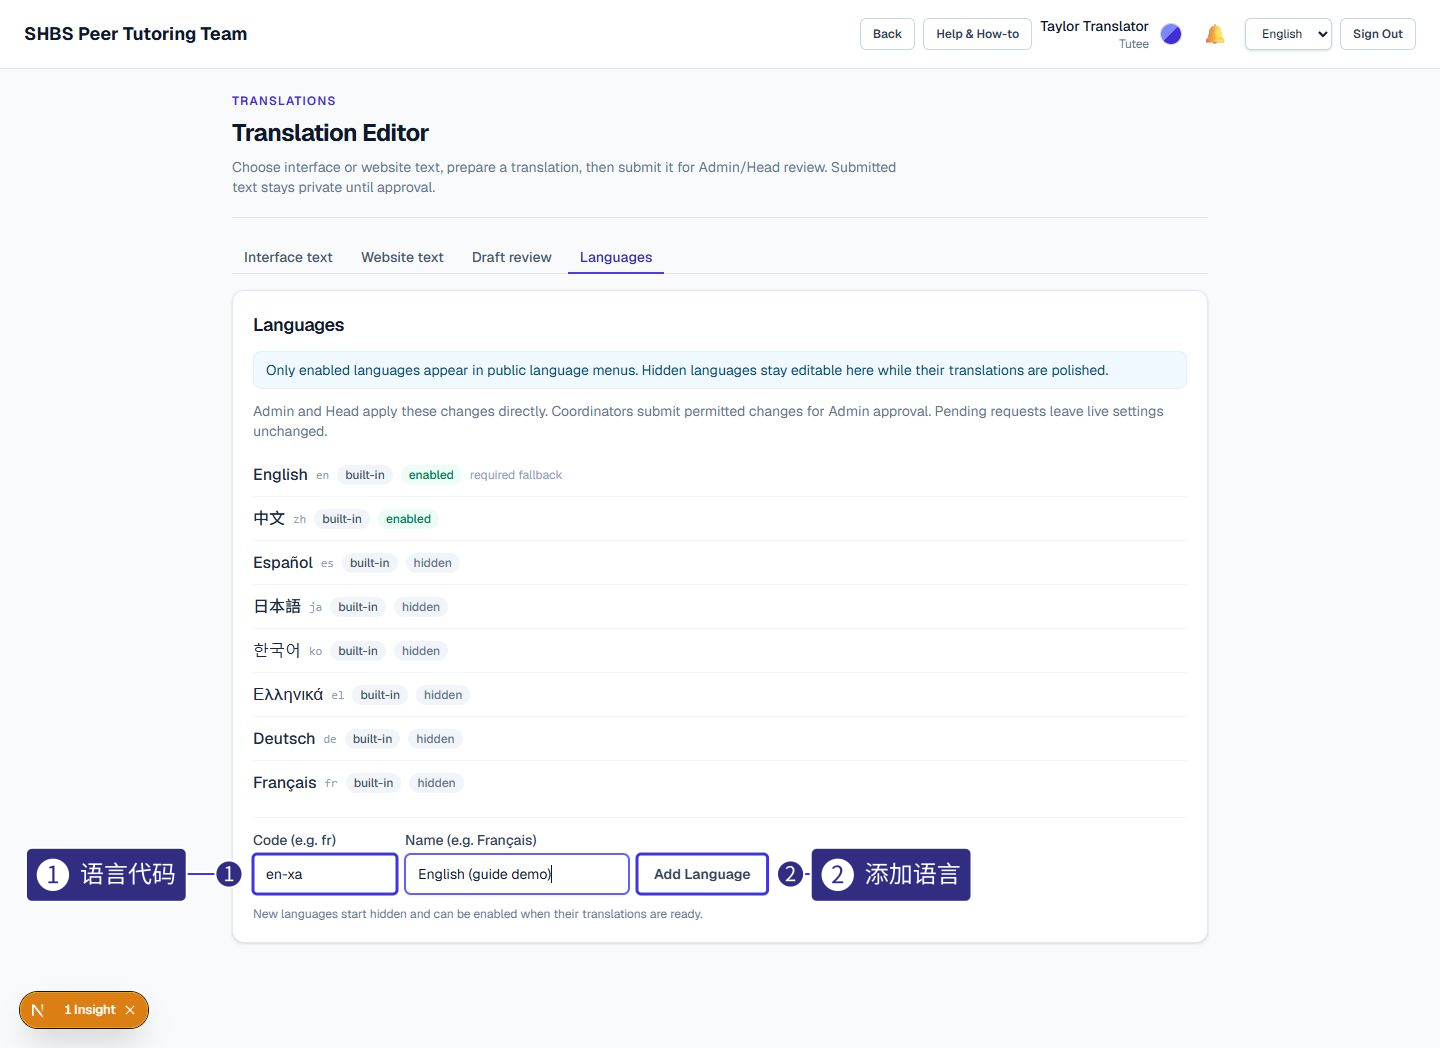 SHBS Peer Tutoring Team
Back
Help & How-to
Taylor Translator
Tutee
English
Sign Out
TRANSLATIONS
Translation Editor
Choose interface or website text, prepare a translation, then submit it for Admin/Head review. Submitted
text stays private until approval.
Interface text
Website text
Draft review
Languages
Languages
Only enabled languages appear in public language menus. Hidden languages stay editable here while their translations are polished.
Admin and Head apply these changes directly. Coordinators submit permitted changes for Admin approval. Pending requests leave live settings
unchanged.
English en built-in enabled required fallback
中文 zh built-in enabled
Español es built-in hidden
日本語 ja built-in hidden
한국어 ko built-in hidden
Ελληνικά el built-in hidden
Deutsch de built-in hidden
Français fr built-in hidden
Code (e.g. fr)
Name (e.g. Français)
1 语言代码
1
en-xa
English (guide demo)
Add Language
2
2 添加语言
New languages start hidden and can be enabled when their translations are ready.
N 1 Insight